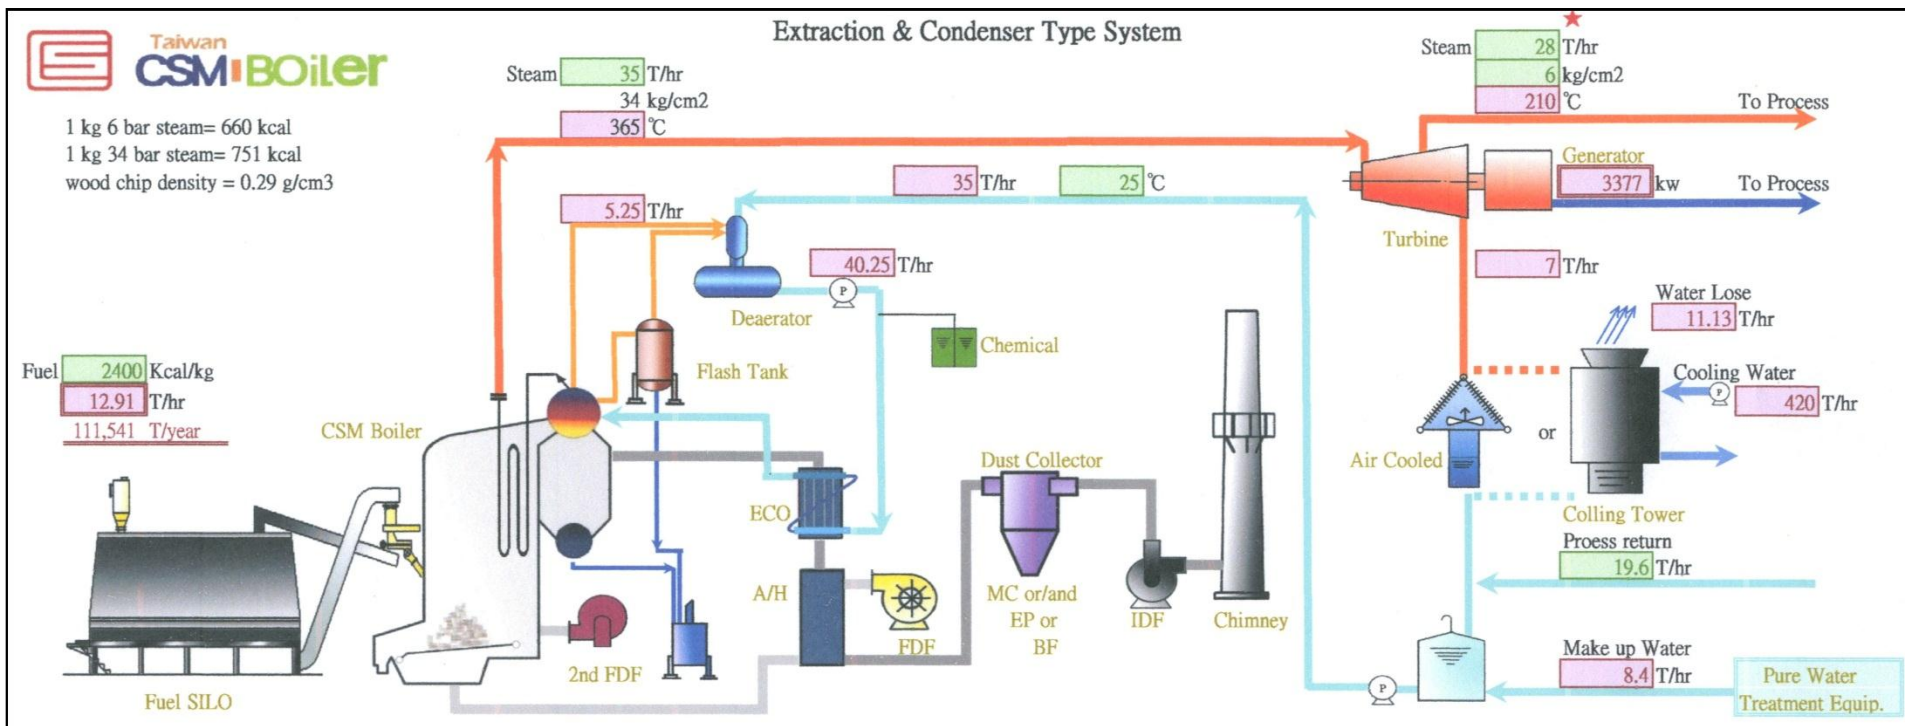 Extraction & Condenser Type System
Taiwan
CSM BOiLER
1 kg 6 bar steam= 660 kcal
1 kg 34 bar steam= 751 kcal
wood chip density = 0.29 g/cm3
Steam 35 T/hr
34 kg/cm2
365 ℃
Steam 28 T/hr
6 kg/cm2
210 ℃
To Process
Generator
3377 kw
To Process
Turbine
35 T/hr
25 ℃
5.25 T/hr
40.25 T/hr
P
Deaerator
Chemical
Flash Tank
7 T/hr
Water Lose
11.13 T/hr
Cooling Water
P
420 T/hr
Fuel 2400 Kcal/kg
12.91 T/hr
111,541 T/year
CSM Boiler
Air Cooled
or
Colling Tower
Dust Collector
ECO
A/H
FDF
2nd FDF
MC or/and
EP or
BF
IDF
Chimney
Proess return
19.6 T/hr
Make up Water
8.4 T/hr
P
Pure Water
Treatment Equip.
Fuel SILO